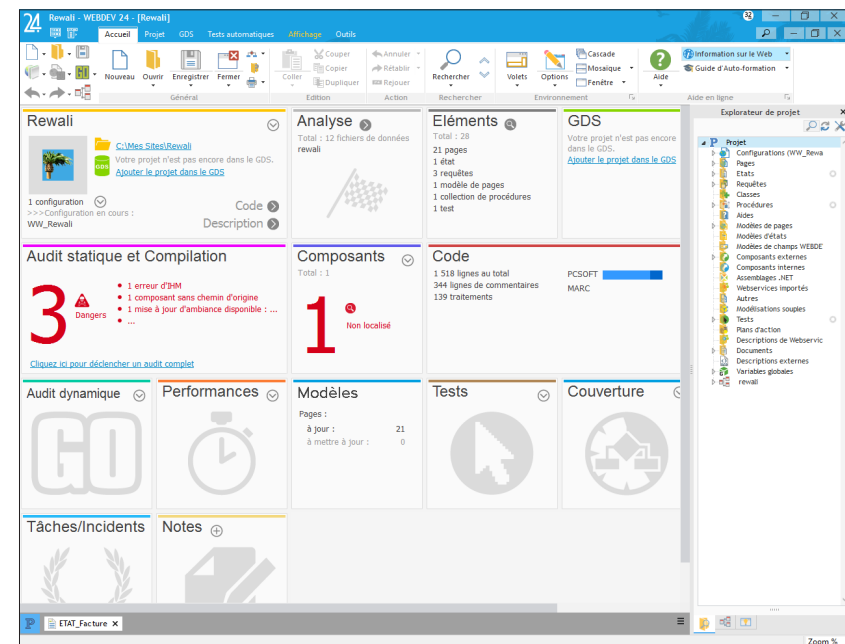 24 Rewali - WEBDEV 24 - [Rewali]
32
Accueil Projet GDS Tests automatiques Affichage Outils
Nouveau Ouvrir Enregistrer Fermer
Général
Coller Couper Copier Dupliquer
Edition
Annuler Rétablir Rejouer
Action
Rechercher
Rechercher
Volets Options Cascade Mosaïque Fenêtre
Environnement
Aide Information sur le Web
Guide d'Auto-formation
Aide en ligne
Rewali
C:\Mes Sites\Rewali
Votre projet n'est pas encore dans le GDS.
Ajouter le projet dans le GDS
GDS
1 configuration
>>>Configuration en cours :
WW_Rewali
Code
Description
Analyse
Total : 12 fichiers de données
rewali
Eléments
Total : 28
21 pages
1 état
3 requêtes
1 modèle de pages
1 collection de procédures
1 test
GDS
Votre projet n'est pas encore
dans le GDS.
Ajouter le projet dans le GDS
Audit statique et Compilation
3
Dangers
1 erreur d'IHM
1 composant sans chemin d'origine
1 mise à jour d'ambiance disponible : ...
...
Cliquez ici pour déclencher un audit complet
Composants
Total : 1
1
Non localisé
Code
1 518 lignes au total
344 lignes de commentaires
139 traitements
PCSOFT
MARC
Audit dynamique
GO
Performances
Modèles
Pages :
à jour : 21
à mettre à jour : 0
Tests
Couverture
Tâches/Incidents
Notes
ETAT_Facture
Explorateur de projet
Projet
Configurations (WW_Rewa
Pages
Etats
Requêtes
Classes
Procédures
Aides
Modèles de pages
Modèles d'états
Modèles de champs WEBDE
Composants externes
Composants internes
Assemblages .NET
Webservices importés
Autres
Modélisations souples
Tests
Plans d'action
Descriptions de Webservic
Documents
Descriptions externes
Variables globales
rewali
Zoom %